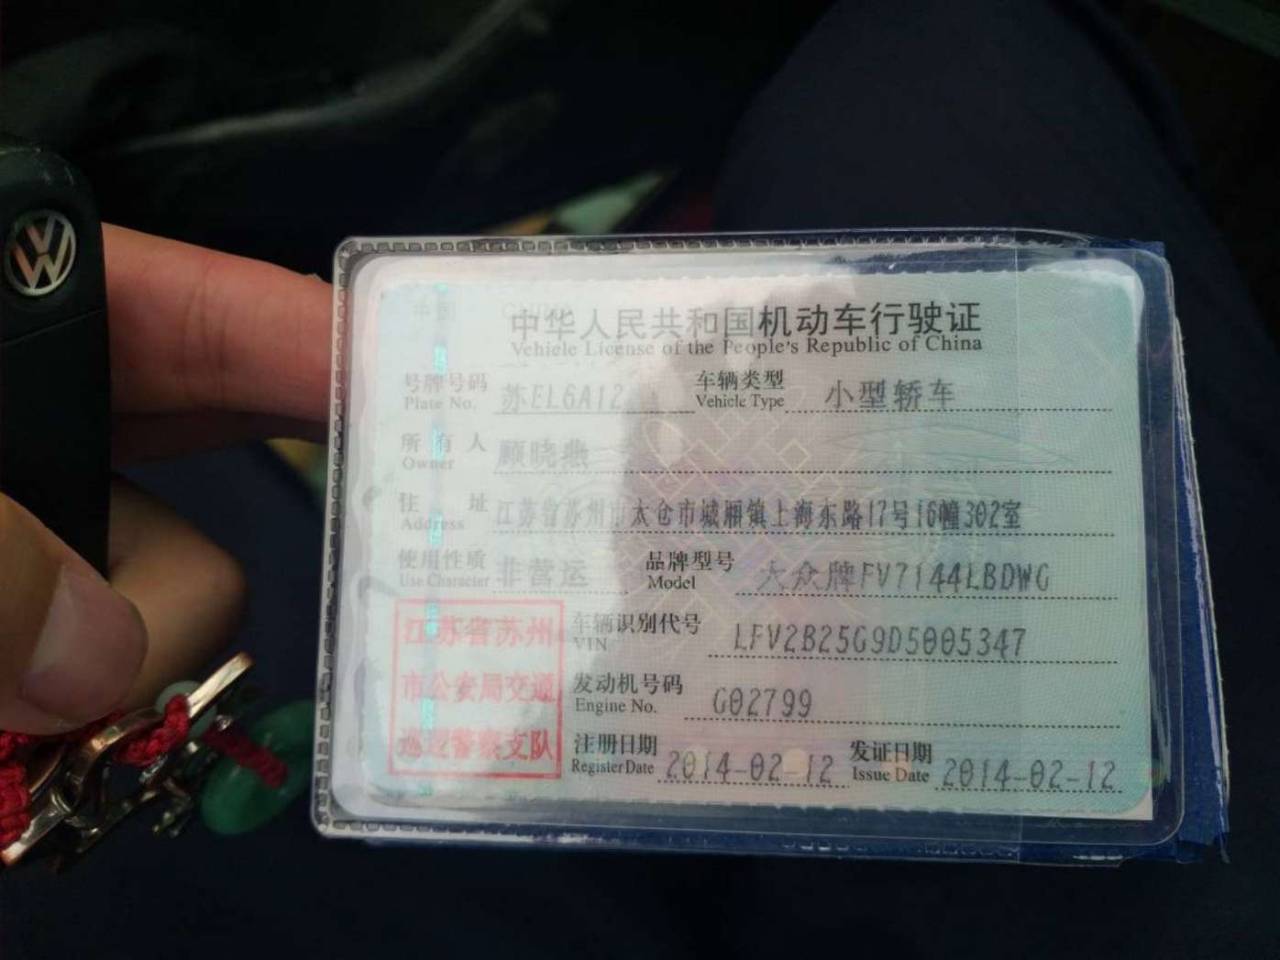 中国 CHINA
中华人民共和国机动车行驶证
Vehicle License of the People's Republic of China
号牌号码 苏EL6A12 车辆类型 小型轿车
Plate No. Vehicle Type
所有人 顾晓燕
Owner
住址 江苏省苏州市太仓市城厢镇上海东路17号16幢302室
Address
使用性质 非营运 品牌型号 大众牌FV7144LBDWG
Use Character Model
江苏省苏州
市公安局交通
巡逻警察支队
车辆识别代号 LFV2B25G9D5005347
VIN
发动机号码 G02799
Engine No.
注册日期 2014-02-12 发证日期 2014-02-12
Register Date Issue Date